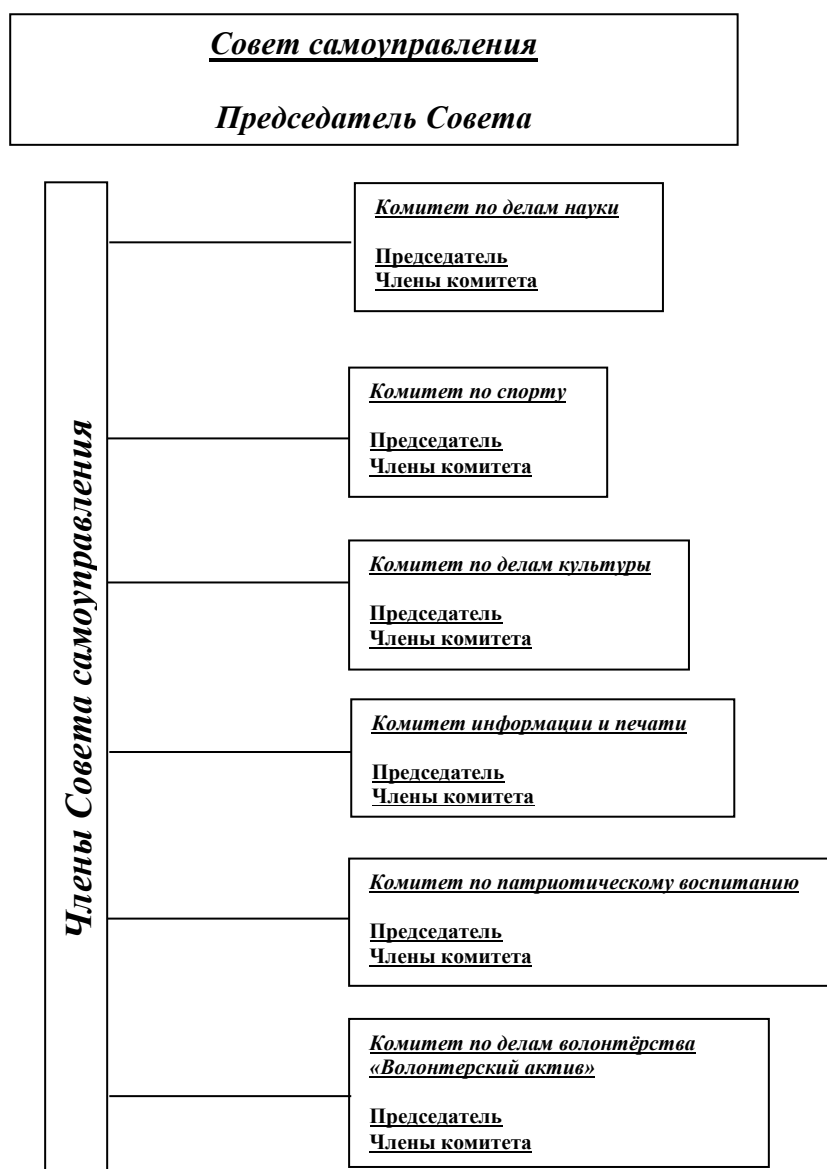 Совет самоуправления
Председатель Совета
Члены Совета самоуправления
Комитет по делам науки
Председатель
Члены комитета
Комитет по спорту
Председатель
Члены комитета
Комитет по делам культуры
Председатель
Члены комитета
Комитет информации и печати
Председатель
Члены комитета
Комитет по патриотическому воспитанию
Председатель
Члены комитета
Комитет по делам волонтёрства
«Волонтерский актив»
Председатель
Члены комитета